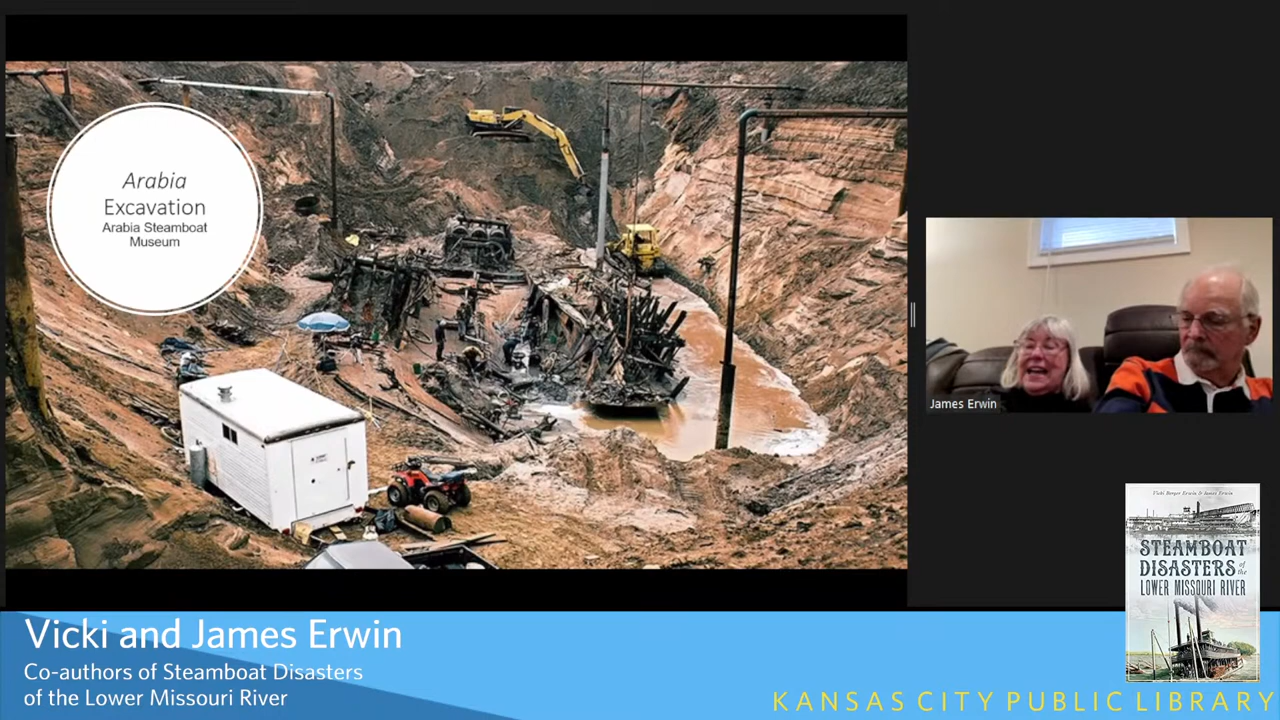 Arabia
Excavation
Arabia Steamboat
Museum
James Erwin
Vicki Berger Erwin & James Erwin
STEAMBOAT
DISASTERS
of the
LOWER MISSOURI RIVER
Vicki and James Erwin
Co-authors of Steamboat Disasters
of the Lower Missouri River
KANSAS CITY PUBLIC LIBRARY